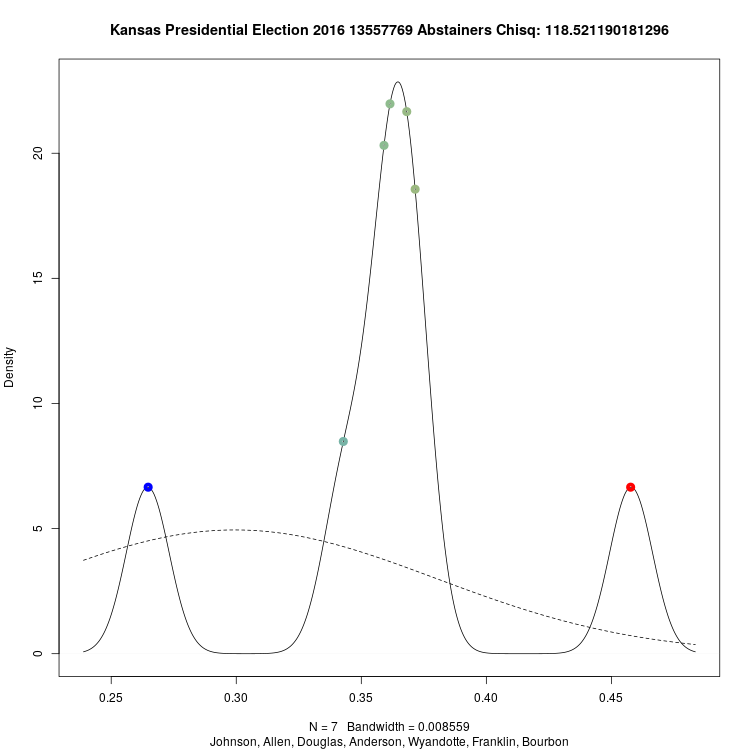 Kansas Presidential Election 2016 13557769 Abstainers Chisq: 118.521190181296
Density
20
15
10
5
0
0.25 0.30 0.35 0.40 0.45
N = 7 Bandwidth = 0.008559
Johnson, Allen, Douglas, Anderson, Wyandotte, Franklin, Bourbon